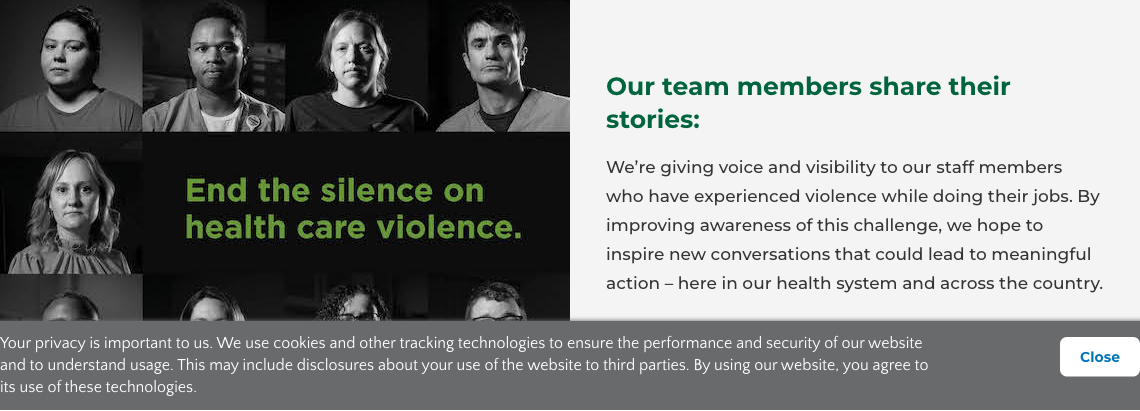 End the silence on
health care violence.
Our team members share their
stories:
We’re giving voice and visibility to our staff members
who have experienced violence while doing their jobs. By
improving awareness of this challenge, we hope to
inspire new conversations that could lead to meaningful
action – here in our health system and across the country.
Your privacy is important to us. We use cookies and other tracking technologies to ensure the performance and security of our website
and to understand usage. This may include disclosures about your use of the website to third parties. By using our website, you agree to
its use of these technologies.
Close